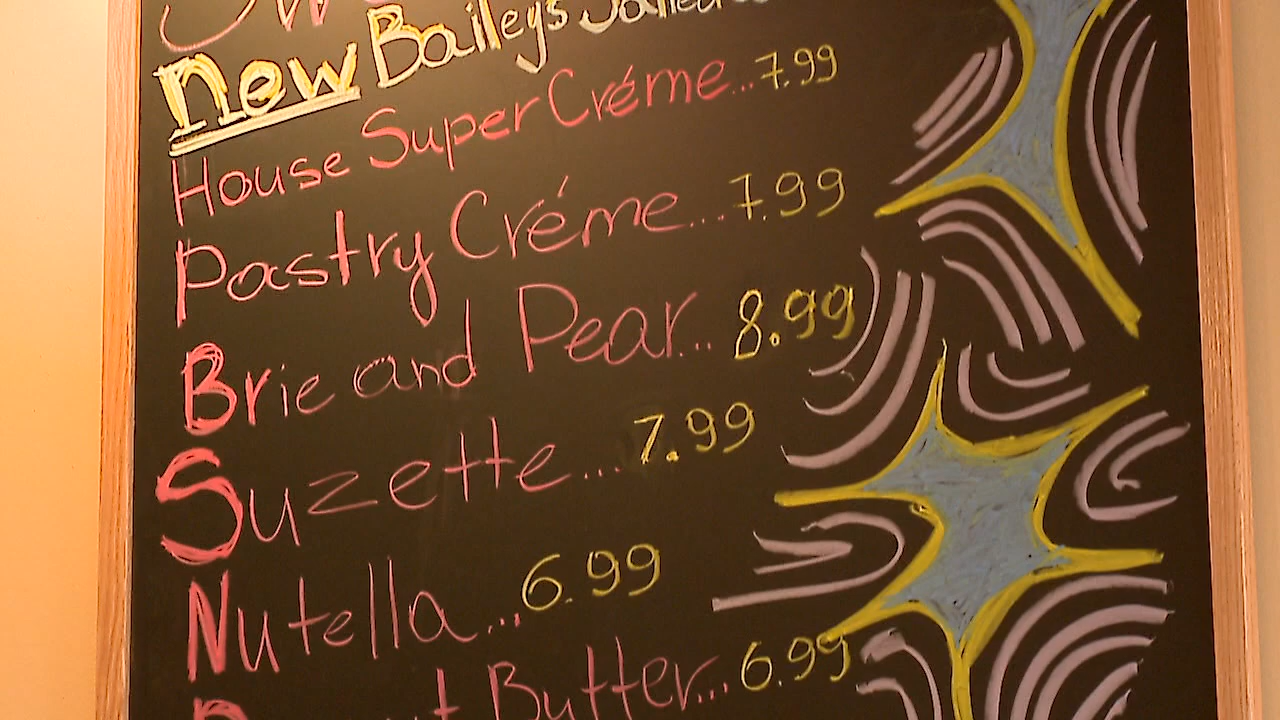 new Baileys
House Super Créme...7.99
Pastry Créme...7.99
Brie and Pear...8.99
Suzette...7.99
Nutella...6.99
Butter...6.99